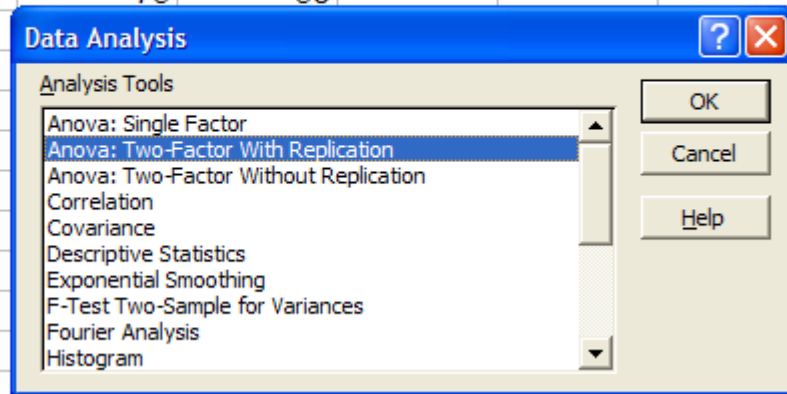 Data Analysis
Analysis Tools
Anova: Single Factor
Anova: Two-Factor With Replication
Anova: Two-Factor Without Replication
Correlation
Covariance
Descriptive Statistics
Exponential Smoothing
F-Test Two-Sample for Variances
Fourier Analysis
Histogram
OK
Cancel
Help